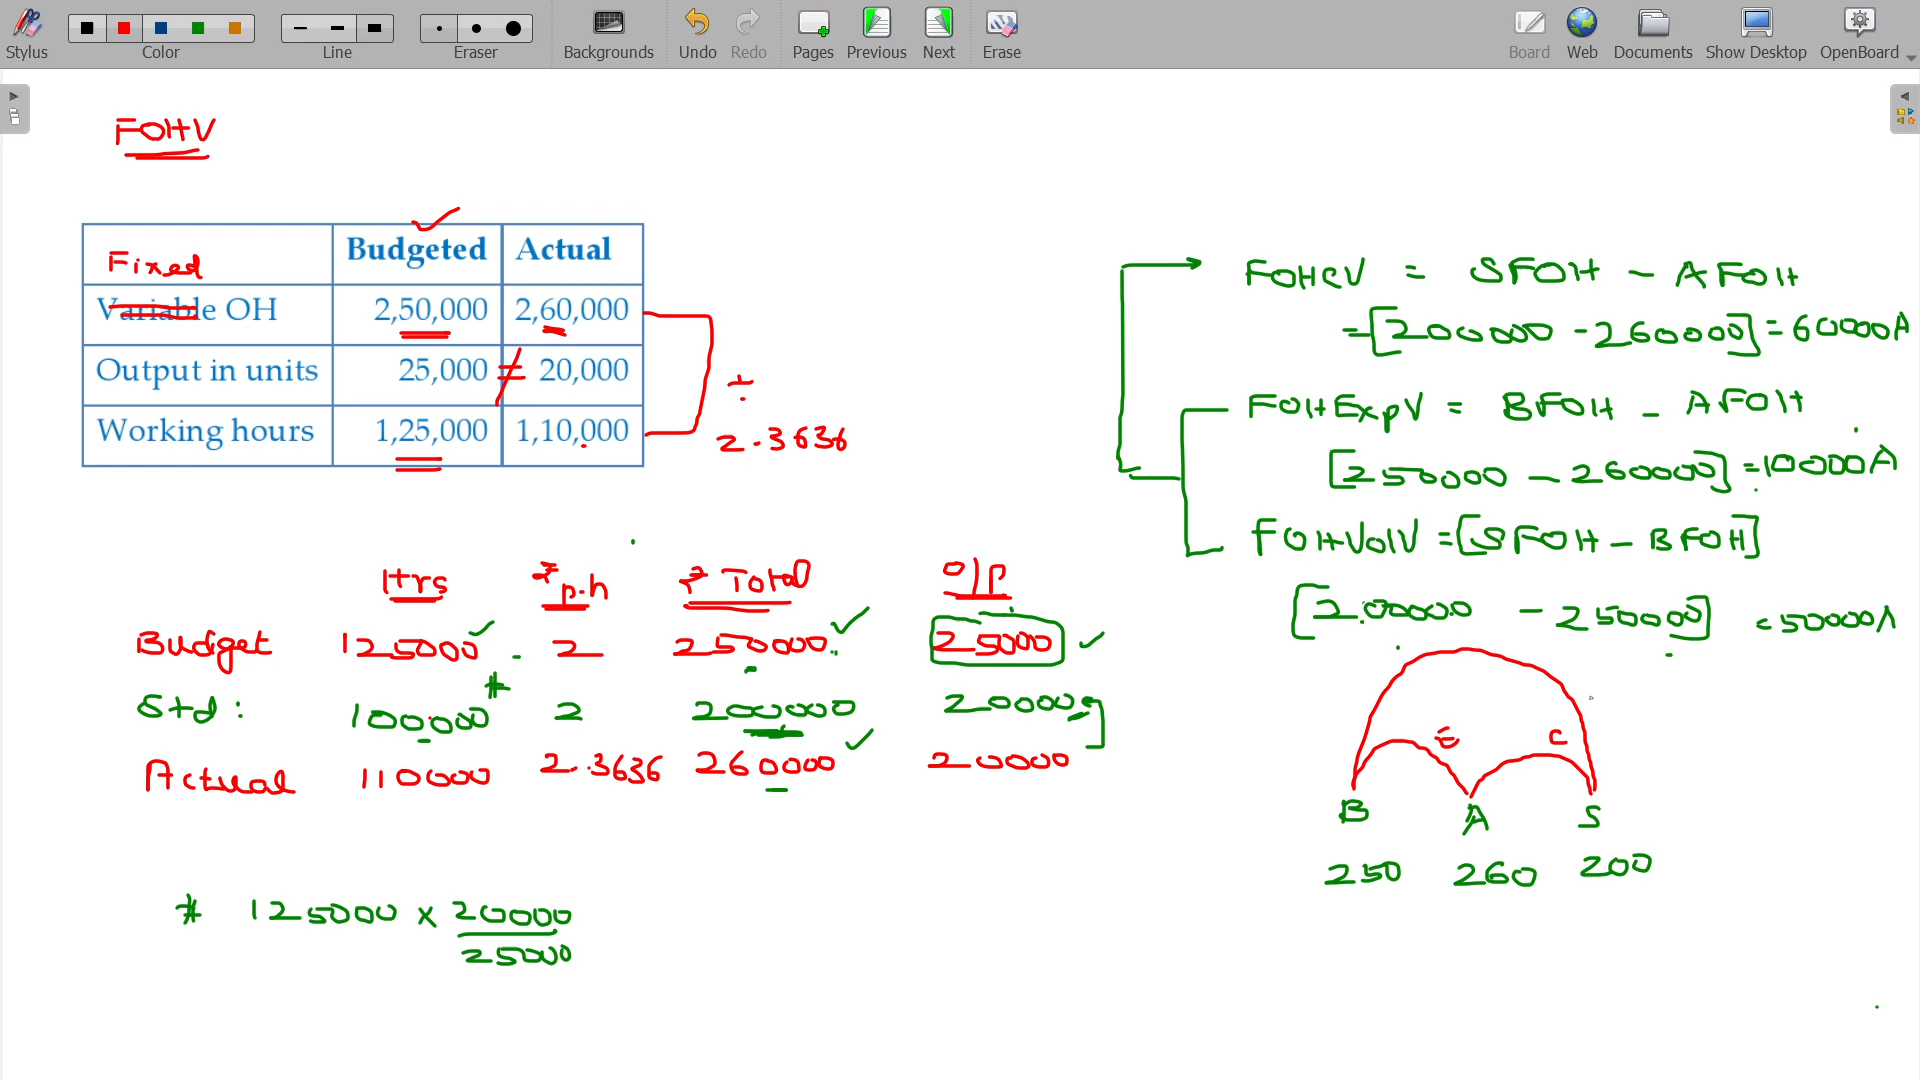 Stylus Color Line Eraser Backgrounds Undo Redo Pages Previous Next Erase Board Web Documents Show Desktop OpenBoard
FOHV
Fixed Budgeted Actual
Variable OH 2,50,000 2,60,000
Output in units 25,000 ≠ 20,000
Working hours 1,25,000 1,10,000
÷
2.3636
FOHCV = SFOH - AFOH
=[200000 - 260000] = 60000A
FOHExpV = BFOH - AFOH
[250000 - 260000] = 10000A
FOHVolV = [SFOH - BFOH]
[200000 - 250000] = 50000A
Hrs ₹ p.h ₹ Total O/P
Budget 125000 - 2 250000 25000
Std: 100000 * 2 200000 20000
Actual 110000 2.3636 260000 20000
* 125000 x 20000
25000
E C
B A S
250 260 200